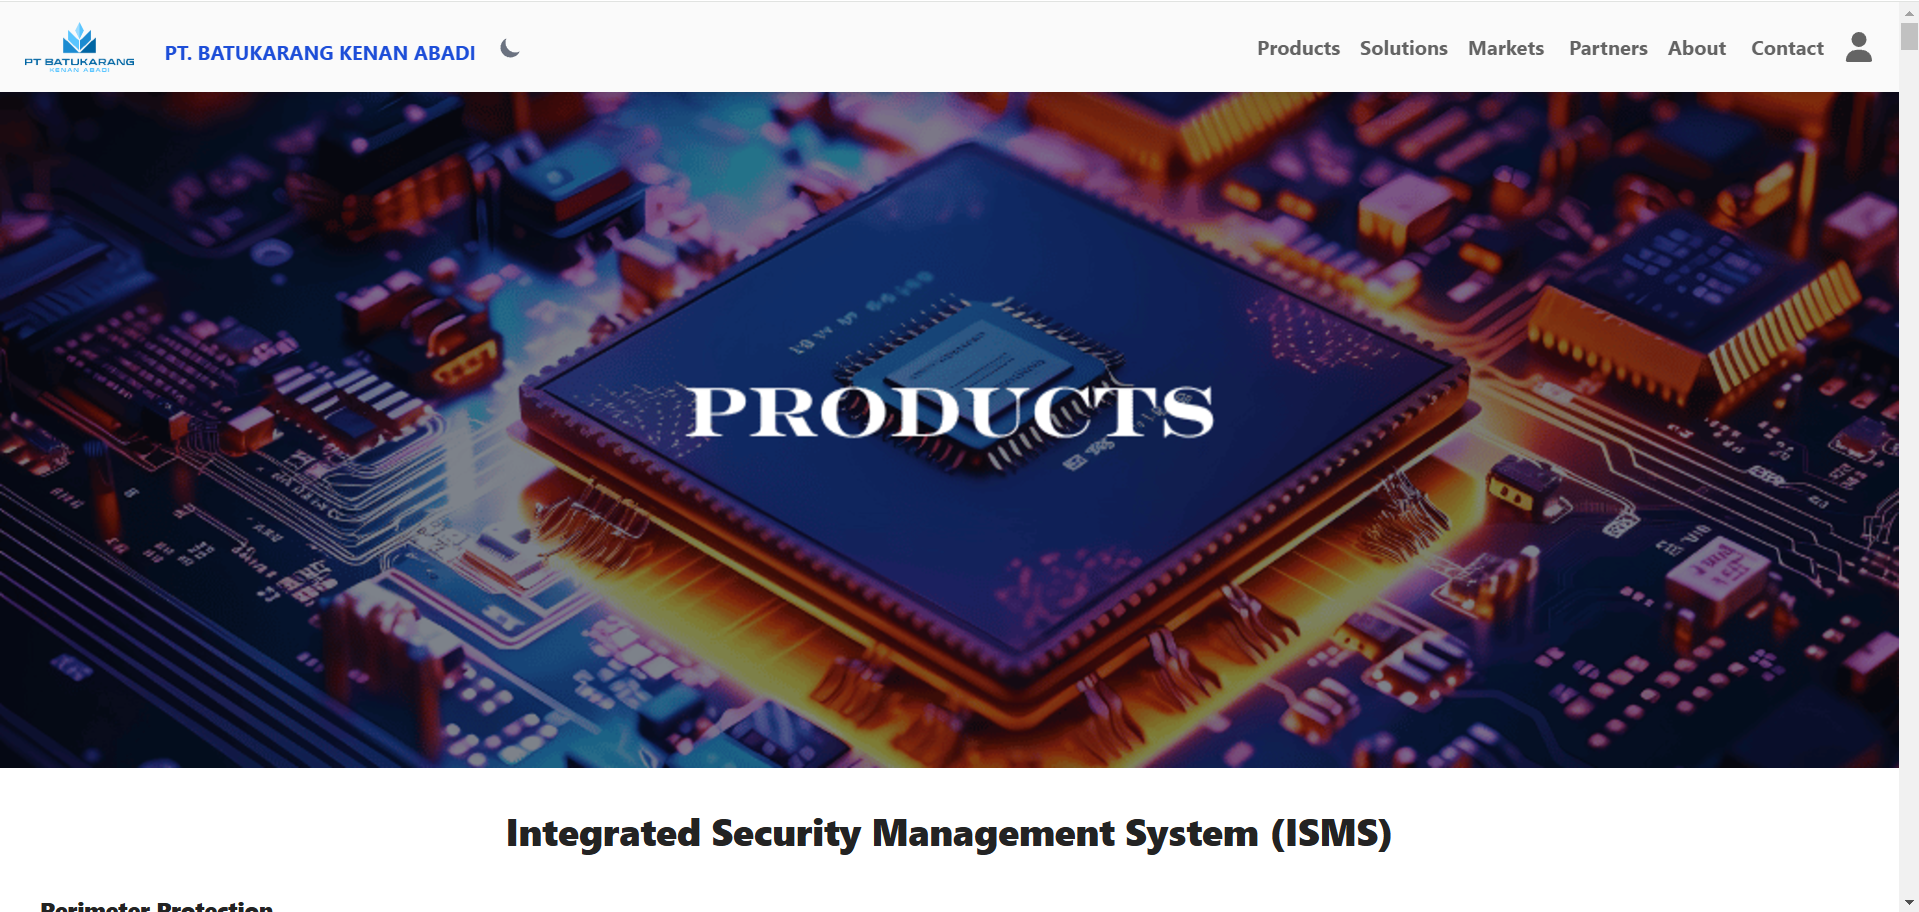 PT BATUKARANG
KENAN ABADI
PT. BATUKARANG KENAN ABADI
Products Solutions Markets Partners About Contact
PRODUCTS
Integrated Security Management System (ISMS)
Perimeter Protection